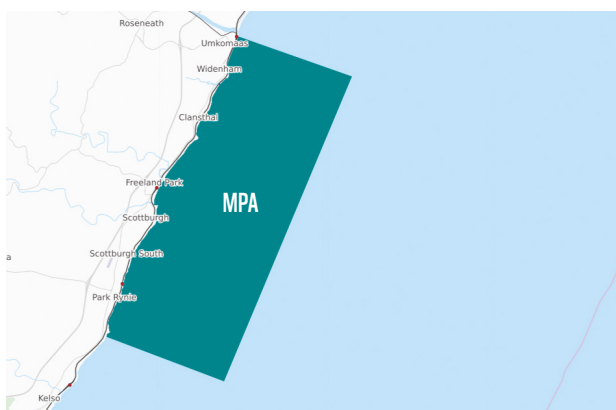 Roseneath
Umkomaas
Widenham
Clansthal
Freeland Park
MPA
Scottburgh
Scottburgh South
a
Park Rynie
Kelso